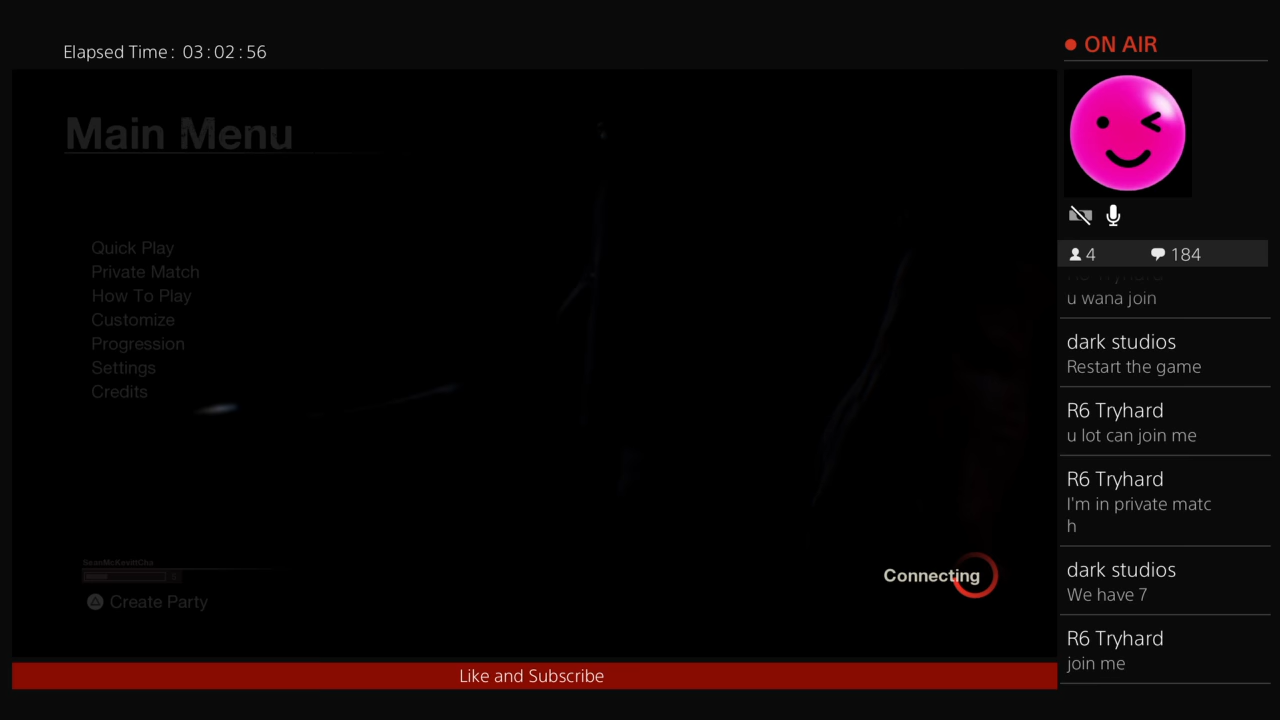 Elapsed Time: 03:02:56
Main Menu
Quick Play
Private Match
How To Play
Customize
Progression
Settings
Credits
Create Party
Connecting
Like and Subscribe
ON AIR
4 184
u wana join
dark studios
Restart the game
R6 Tryhard
u lot can join me
R6 Tryhard
I'm in private matc
h
dark studios
We have 7
R6 Tryhard
join me